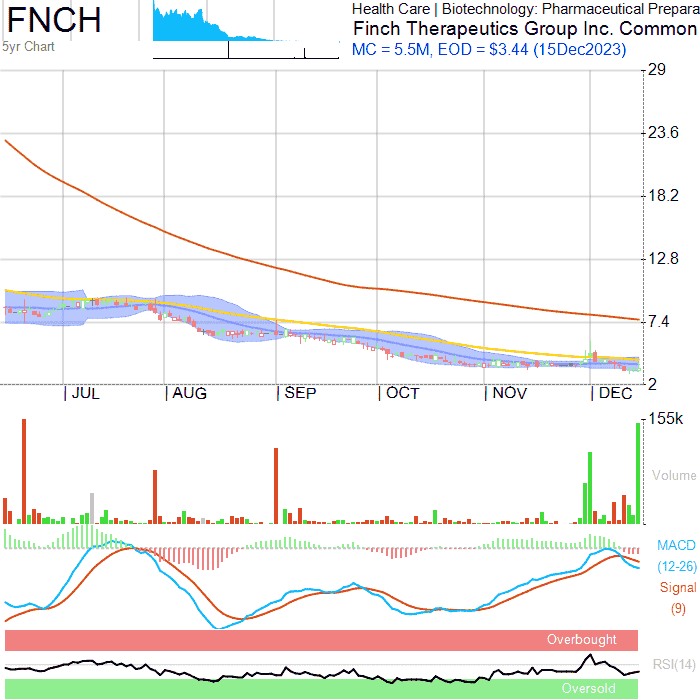 FNCH
5yr Chart
Health Care | Biotechnology: Pharmaceutical Prepara
Finch Therapeutics Group Inc. Common
MC = 5.5M, EOD = $3.44 (15Dec2023)
29
23.6
18.2
12.8
7.4
2
JUL
AUG
SEP
OCT
NOV
DEC
155k
Volume
MACD
(12-26)
Signal
(9)
Overbought
RSI(14)
Oversold